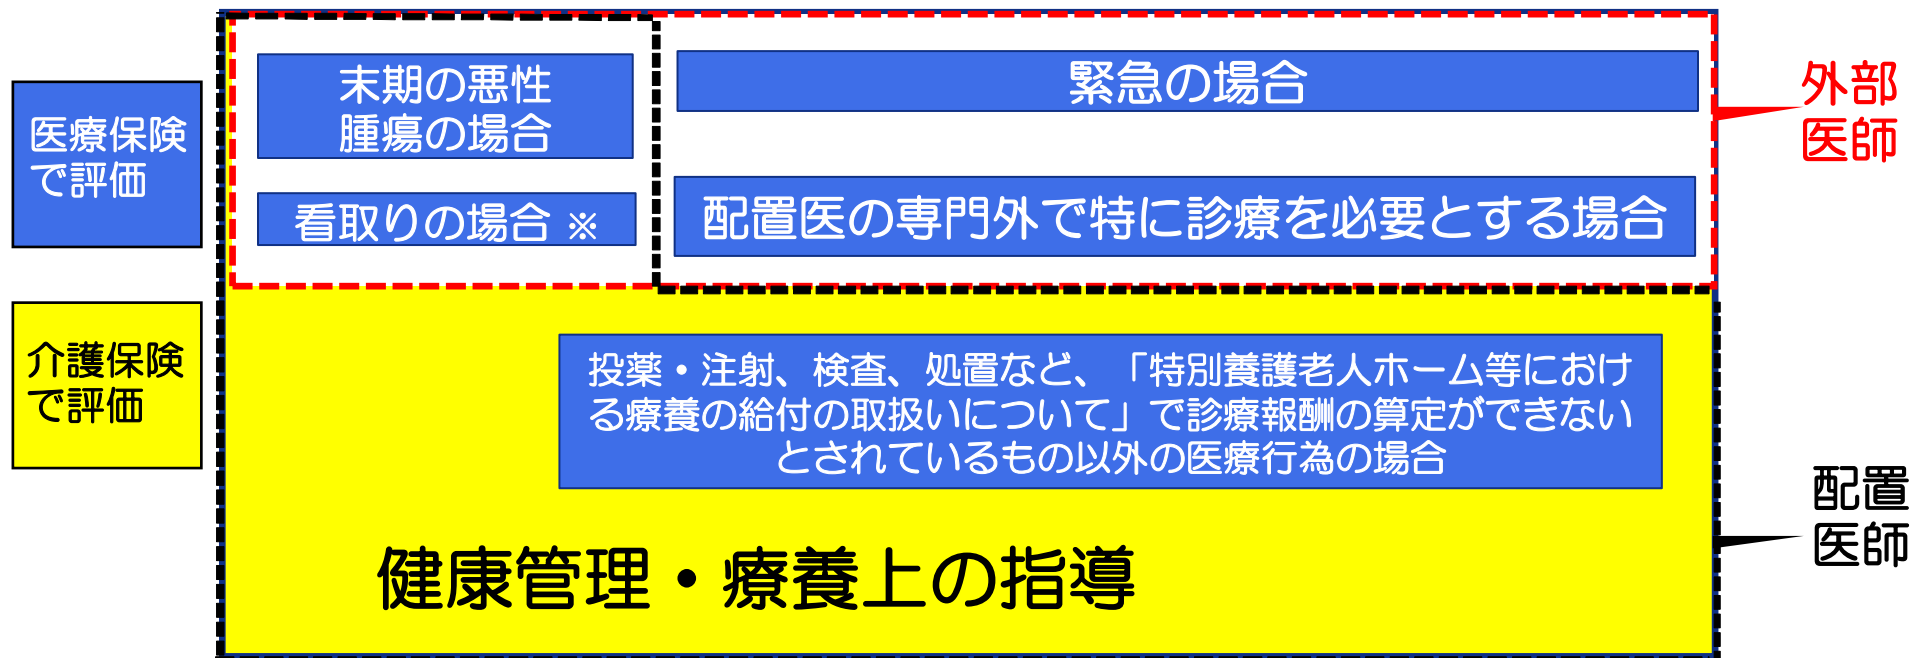 医療保険
で評価
介護保険
で評価
末期の悪性
腫瘍の場合
看取りの場合 ※
緊急の場合
配置医の専門外で特に診療を必要とする場合
投薬・注射、検査、処置など、「特別養護老人ホーム等におけ
る療養の給付の取扱いについて」で診療報酬の算定ができない
とされているもの以外の医療行為の場合
健康管理・療養上の指導
外部
医師
配置
医師